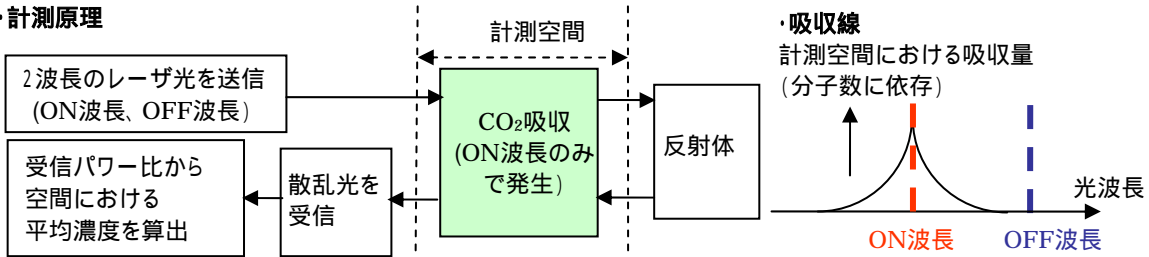 ·計測原理
2波長のレーザ光を送信
(ON波長、OFF波長)
受信パワー比から
空間における
平均濃度を算出
散乱光を
受信
計測空間
CO₂吸収
(ON波長のみ
で発生)
反射体
·吸収線
計測空間における吸収量
(分子数に依存)
光波長
ON波長
OFF波長